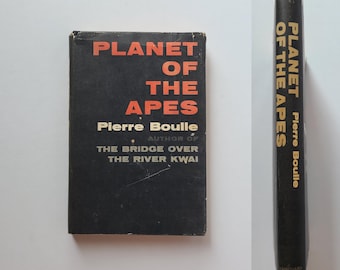 PLANET
OF
THE
APES
Pierre Boulle
AUTHOR OF
THE BRIDGE OVER
THE RIVER KWAI
PLANET
OF THE APES
Pierre Boulle